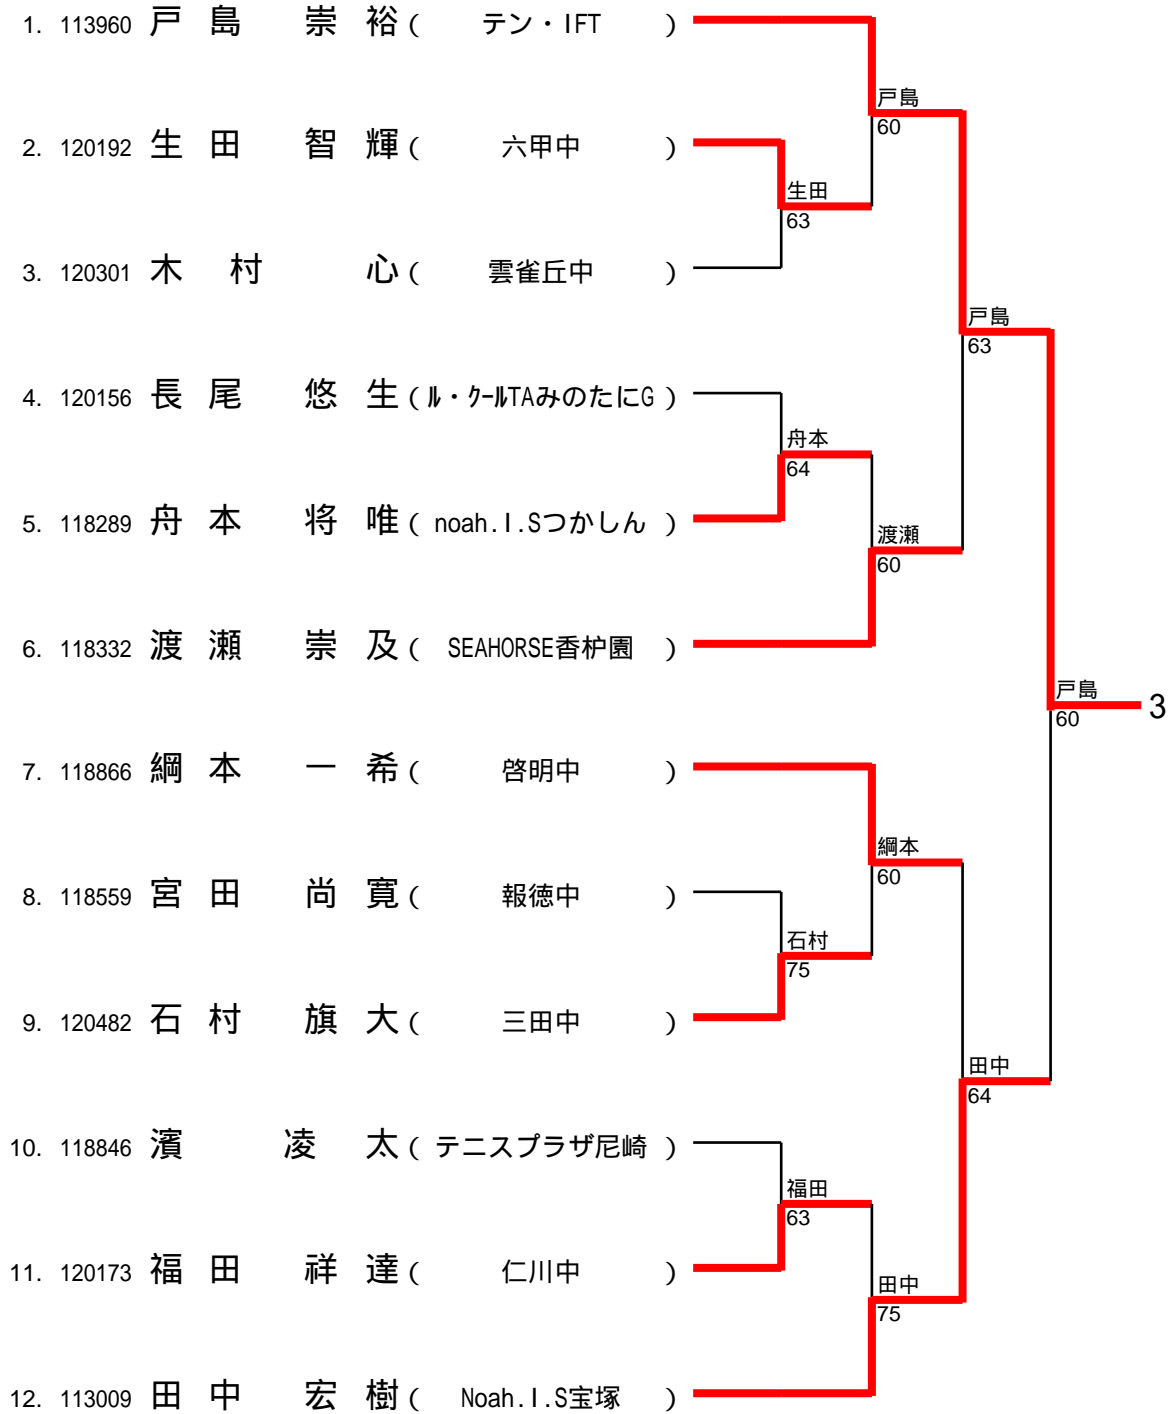 1. 113960 戸 島 崇 裕 ( テン・IFT )
戸島
60
2. 120192 生 田 智 輝 ( 六甲中 )
生田
63
3. 120301 木 村 心 ( 雲雀丘中 )
戸島
63
4. 120156 長 尾 悠 生 ( ル・クールTAみのたにG )
舟本
64
5. 118289 舟 本 将 唯 ( noah.I.Sつかしん )
渡瀬
60
6. 118332 渡 瀬 崇 及 ( SEAHORSE香枦園 )
戸島
60
3
7. 118866 綱 本 一 希 ( 啓明中 )
綱本
60
8. 118559 宮 田 尚 寛 ( 報徳中 )
石村
75
9. 120482 石 村 旗 大 ( 三田中 )
田中
64
10. 118846 濱 凌 太 ( テニスプラザ尼崎 )
福田
63
11. 120173 福 田 祥 達 ( 仁川中 )
田中
75
12. 113009 田 中 宏 樹 ( Noah.I.S宝塚 )